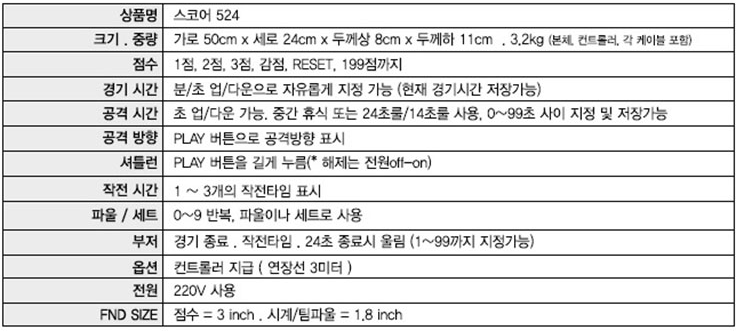 상품명 스코어 524
크기 . 중량 가로 50cm x 세로 24cm x 두께상 8cm x 두께하 11cm . 3,2kg (본체, 컨트롤러, 각 케이블 포함)
점수 1점, 2점, 3점, 감점, RESET, 199점까지
경기 시간 분/초 업/다운으로 자유롭게 지정 가능 (현재 경기시간 저장가능)
공격 시간 초 업/다운 가능, 중간 휴식 또는 24초룰/14초룰 사용, 0~99초 사이 지정 및 저장가능
공격 방향 PLAY 버튼으로 공격방향 표시
셔틀런 PLAY 버튼을 길게 누름(* 해제는 전원off-on)
작전 시간 1 ~ 3개의 작전타임 표시
파울 / 세트 0~9 반복, 파울이나 세트로 사용
부저 경기 종료 . 작전타임 . 24초 종료시 울림 (1~99까지 지정가능)
옵션 컨트롤러 지급 ( 연장선 3미터 )
전원 220V 사용
FND SIZE 점수 = 3 inch . 시계/팀파울 = 1.8 inch